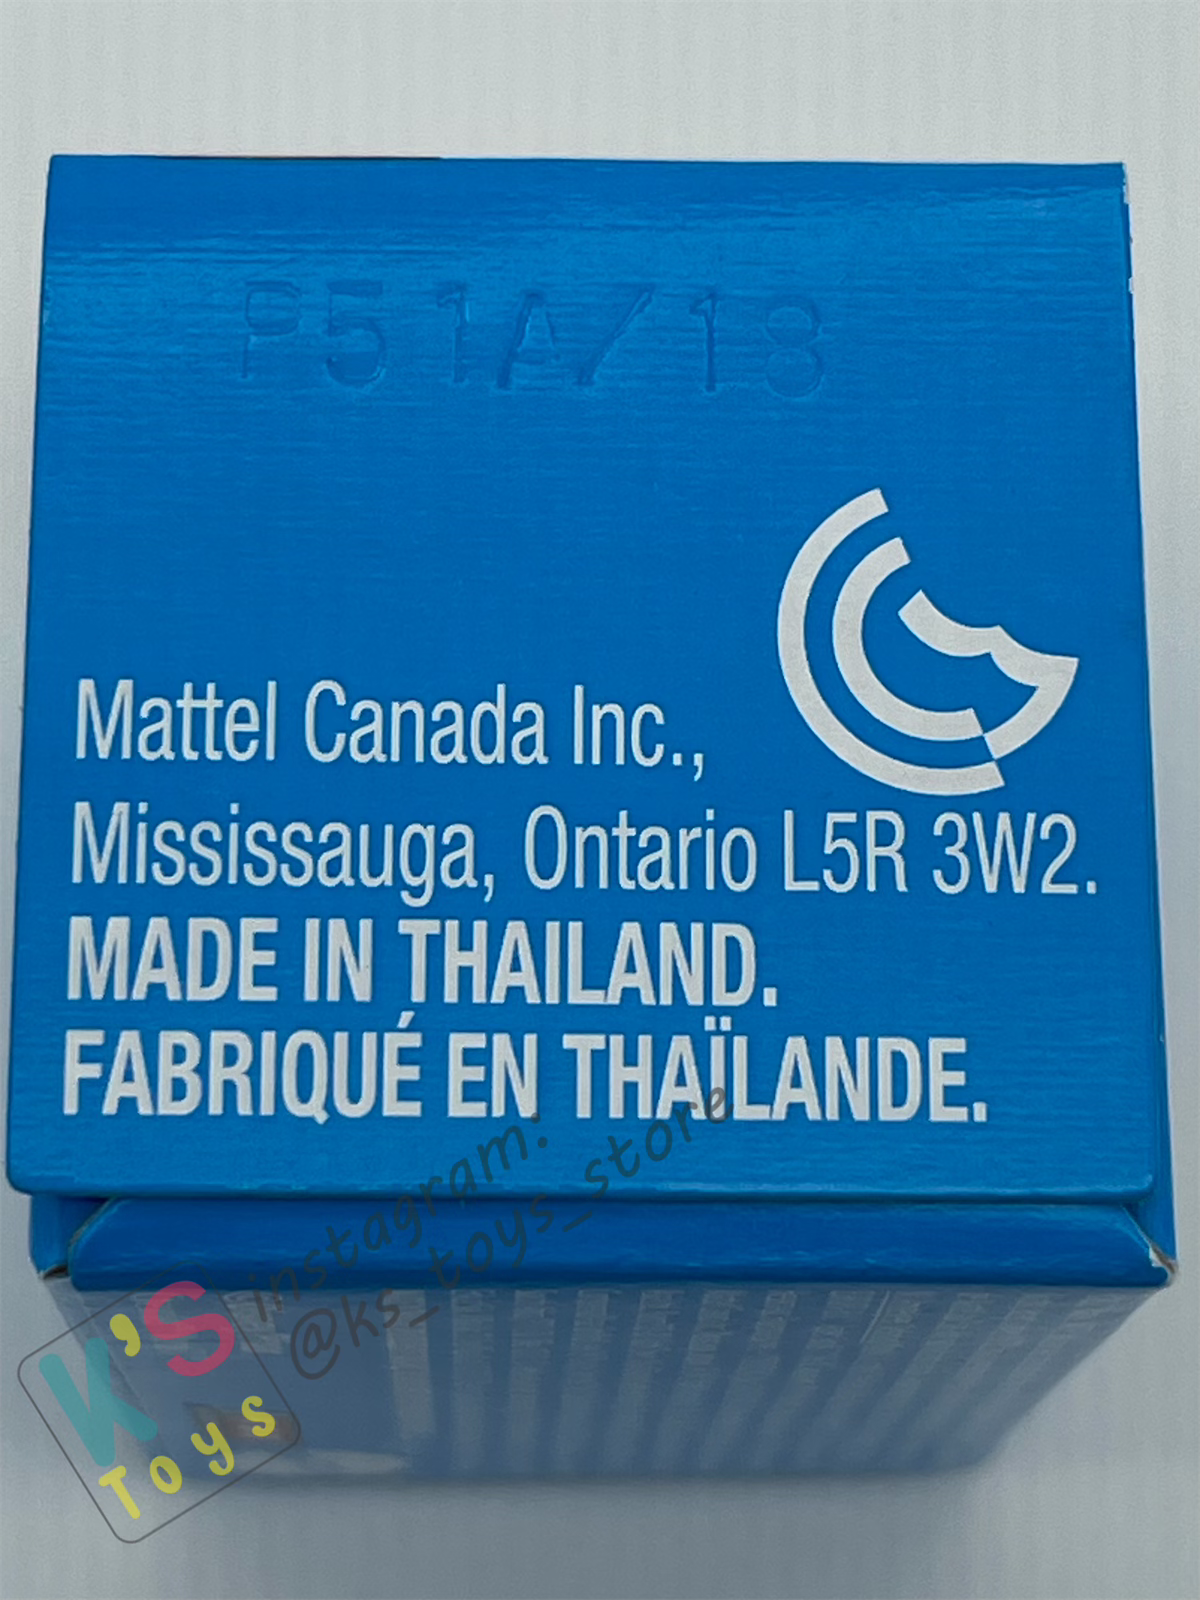 P51A/18
Mattel Canada Inc.,
Mississauga, Ontario L5R 3W2.
MADE IN THAILAND.
FABRIQUÉ EN THAÏLANDE.
instagram:
@ks_toys_store
K'S
Toys